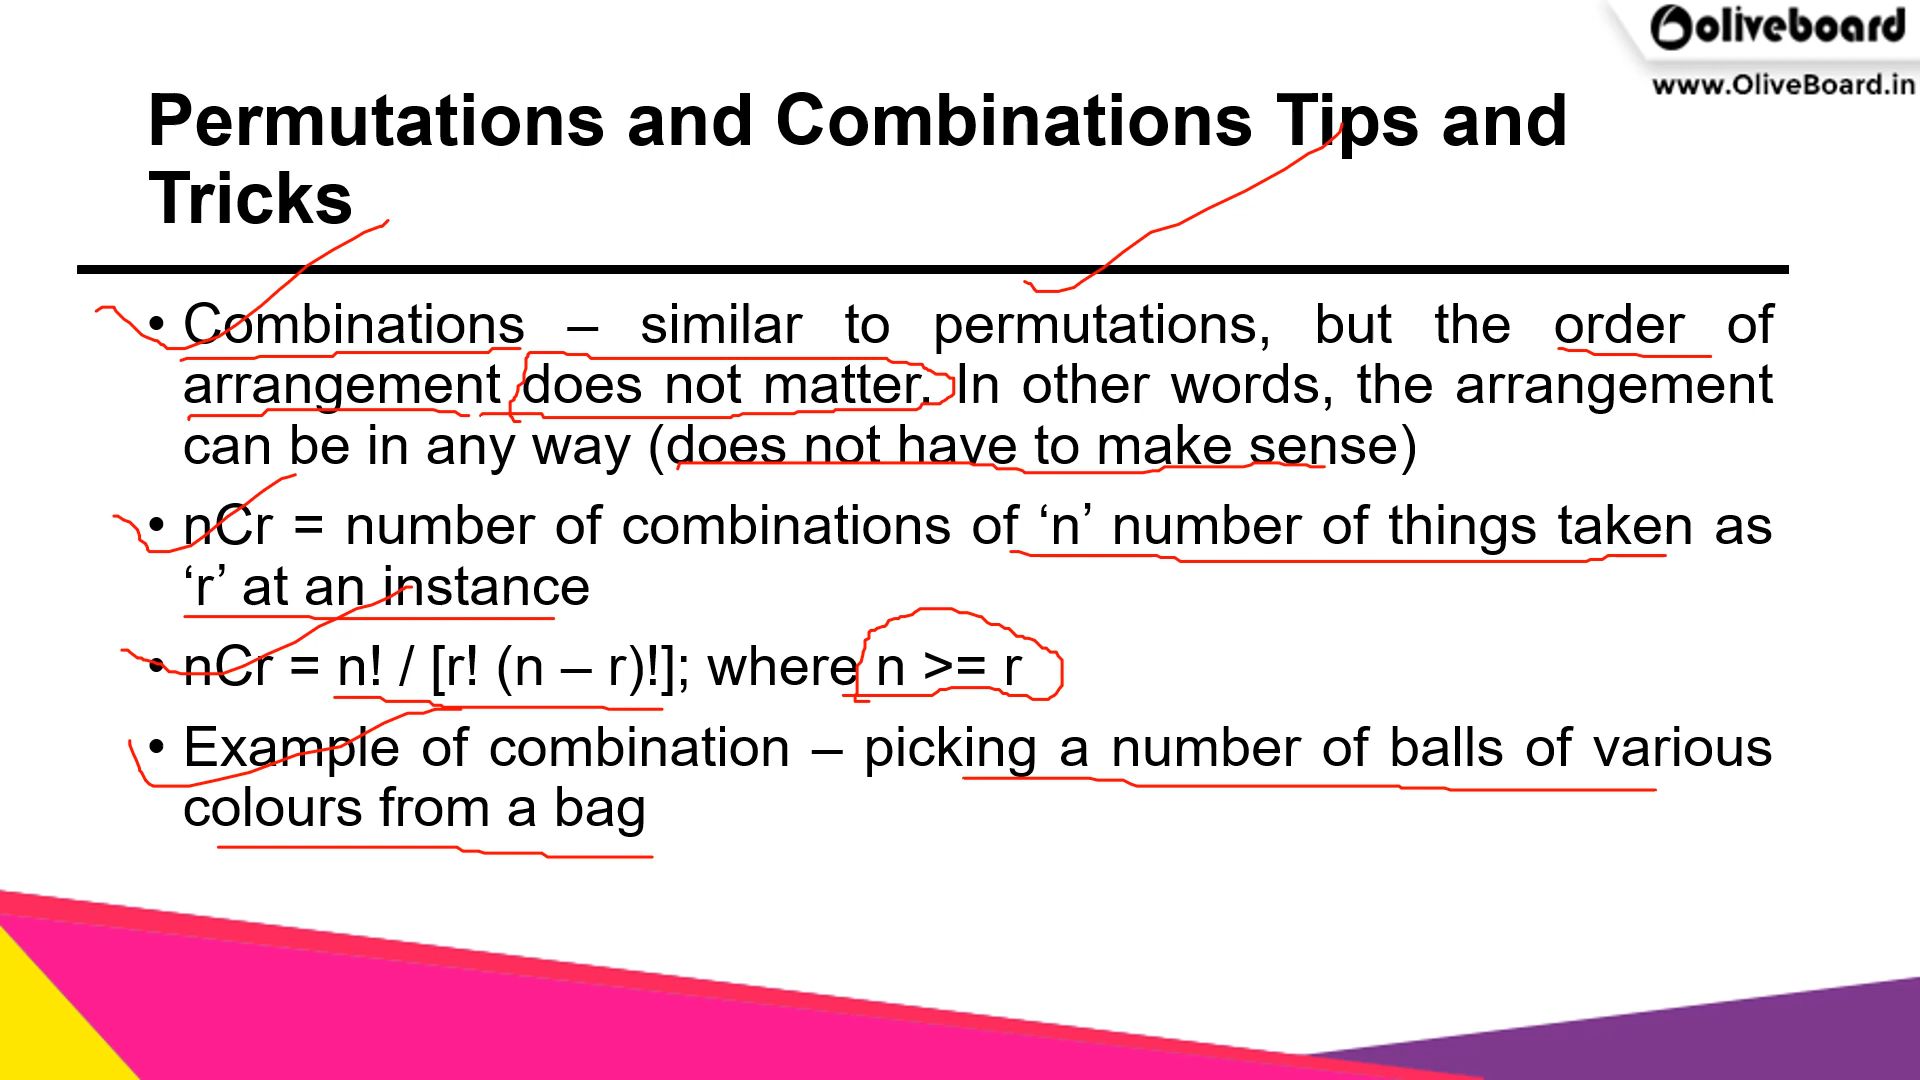 oliveboard
www.OliveBoard.in
Permutations and Combinations Tips and
Tricks
• Combinations – similar to permutations, but the order of
arrangement does not matter. In other words, the arrangement
can be in any way (does not have to make sense)
• nCr = number of combinations of ‘n’ number of things taken as
‘r’ at an instance
• nCr = n! / [r! (n – r)!]; where n >= r
• Example of combination – picking a number of balls of various
colours from a bag